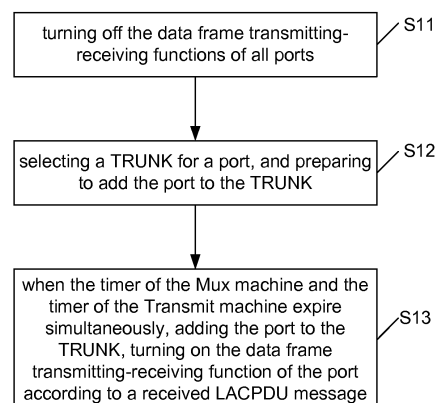 turning off the data frame transmitting-
receiving functions of all ports
S11
selecting a TRUNK for a port, and preparing
to add the port to the TRUNK
S12
when the timer of the Mux machine and the
timer of the Transmit machine expire
simultaneously, adding the port to the
TRUNK, turning on the data frame
transmitting-receiving function of the port
according to a received LACPDU message
S13